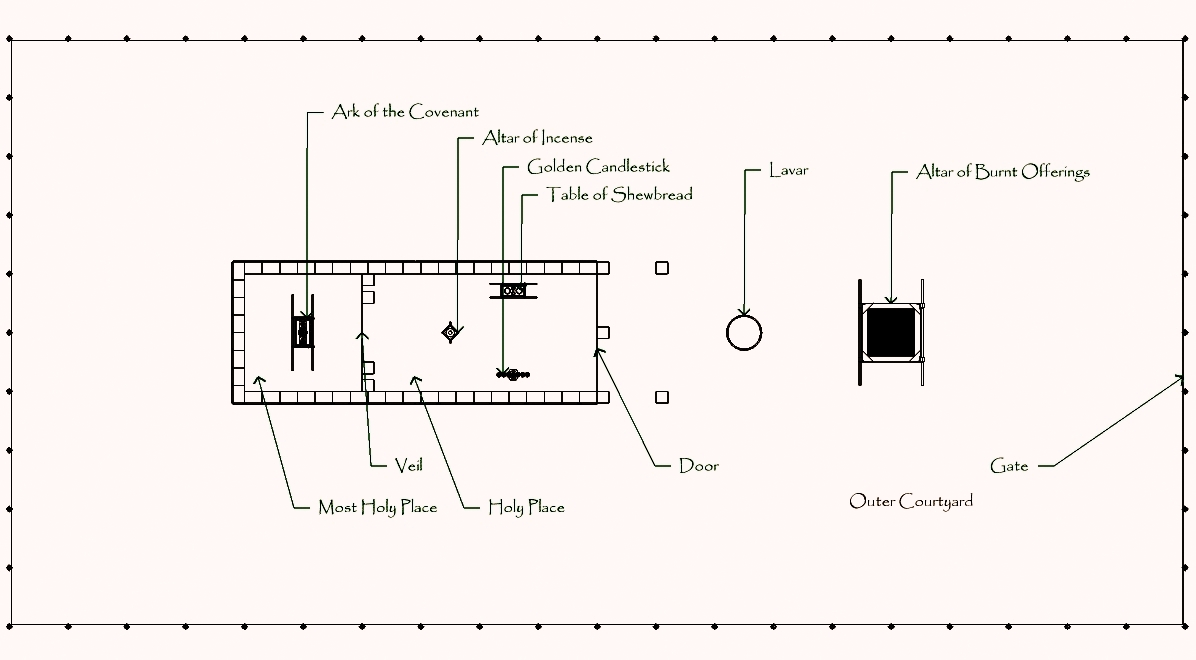 Ark of the Covenant
Altar of Incense
Golden Candlestick
Table of Shewbread
Lavar
Altar of Burnt Offerings
Veil
Door
Gate
Most Holy Place
Holy Place
Outer Courtyard